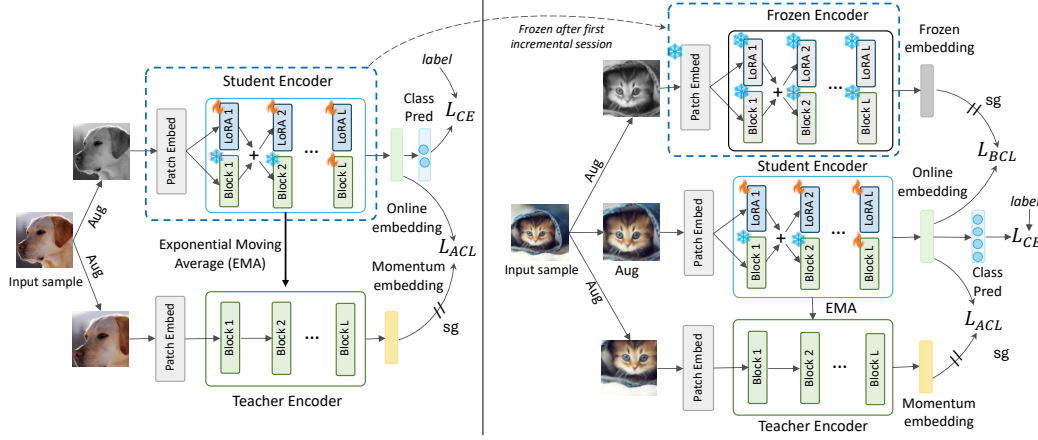 Student Encoder
label
Class
Pred
L_CE
Patch Embed
LoRA 1
LoRA 2
LoRA L
+
...
Block 1
Block 2
Block L
Aug
Input sample
Aug
Online
embedding
L_ACL
Exponential Moving
Average (EMA)
Momentum
embedding
sg
Patch Embed
Block 1
Block 2
...
Block L
Teacher Encoder
Frozen after first
incremental session
Frozen Encoder
Frozen
embedding
Patch Embed
LoRA 1
LoRA 2
LoRA L
+
...
Block 1
Block 2
Block L
sg
L_BCL
Aug
Student Encoder
Online
embedding
Input sample
Aug
Patch Embed
LoRA 1
LoRA 2
LoRA L
+
...
Block 1
Block 2
Block L
label
L_CE
Class
Pred
Aug
EMA
L_ACL
sg
Patch Embed
Block 1
Block 2
...
Block L
Momentum
embedding
Teacher Encoder